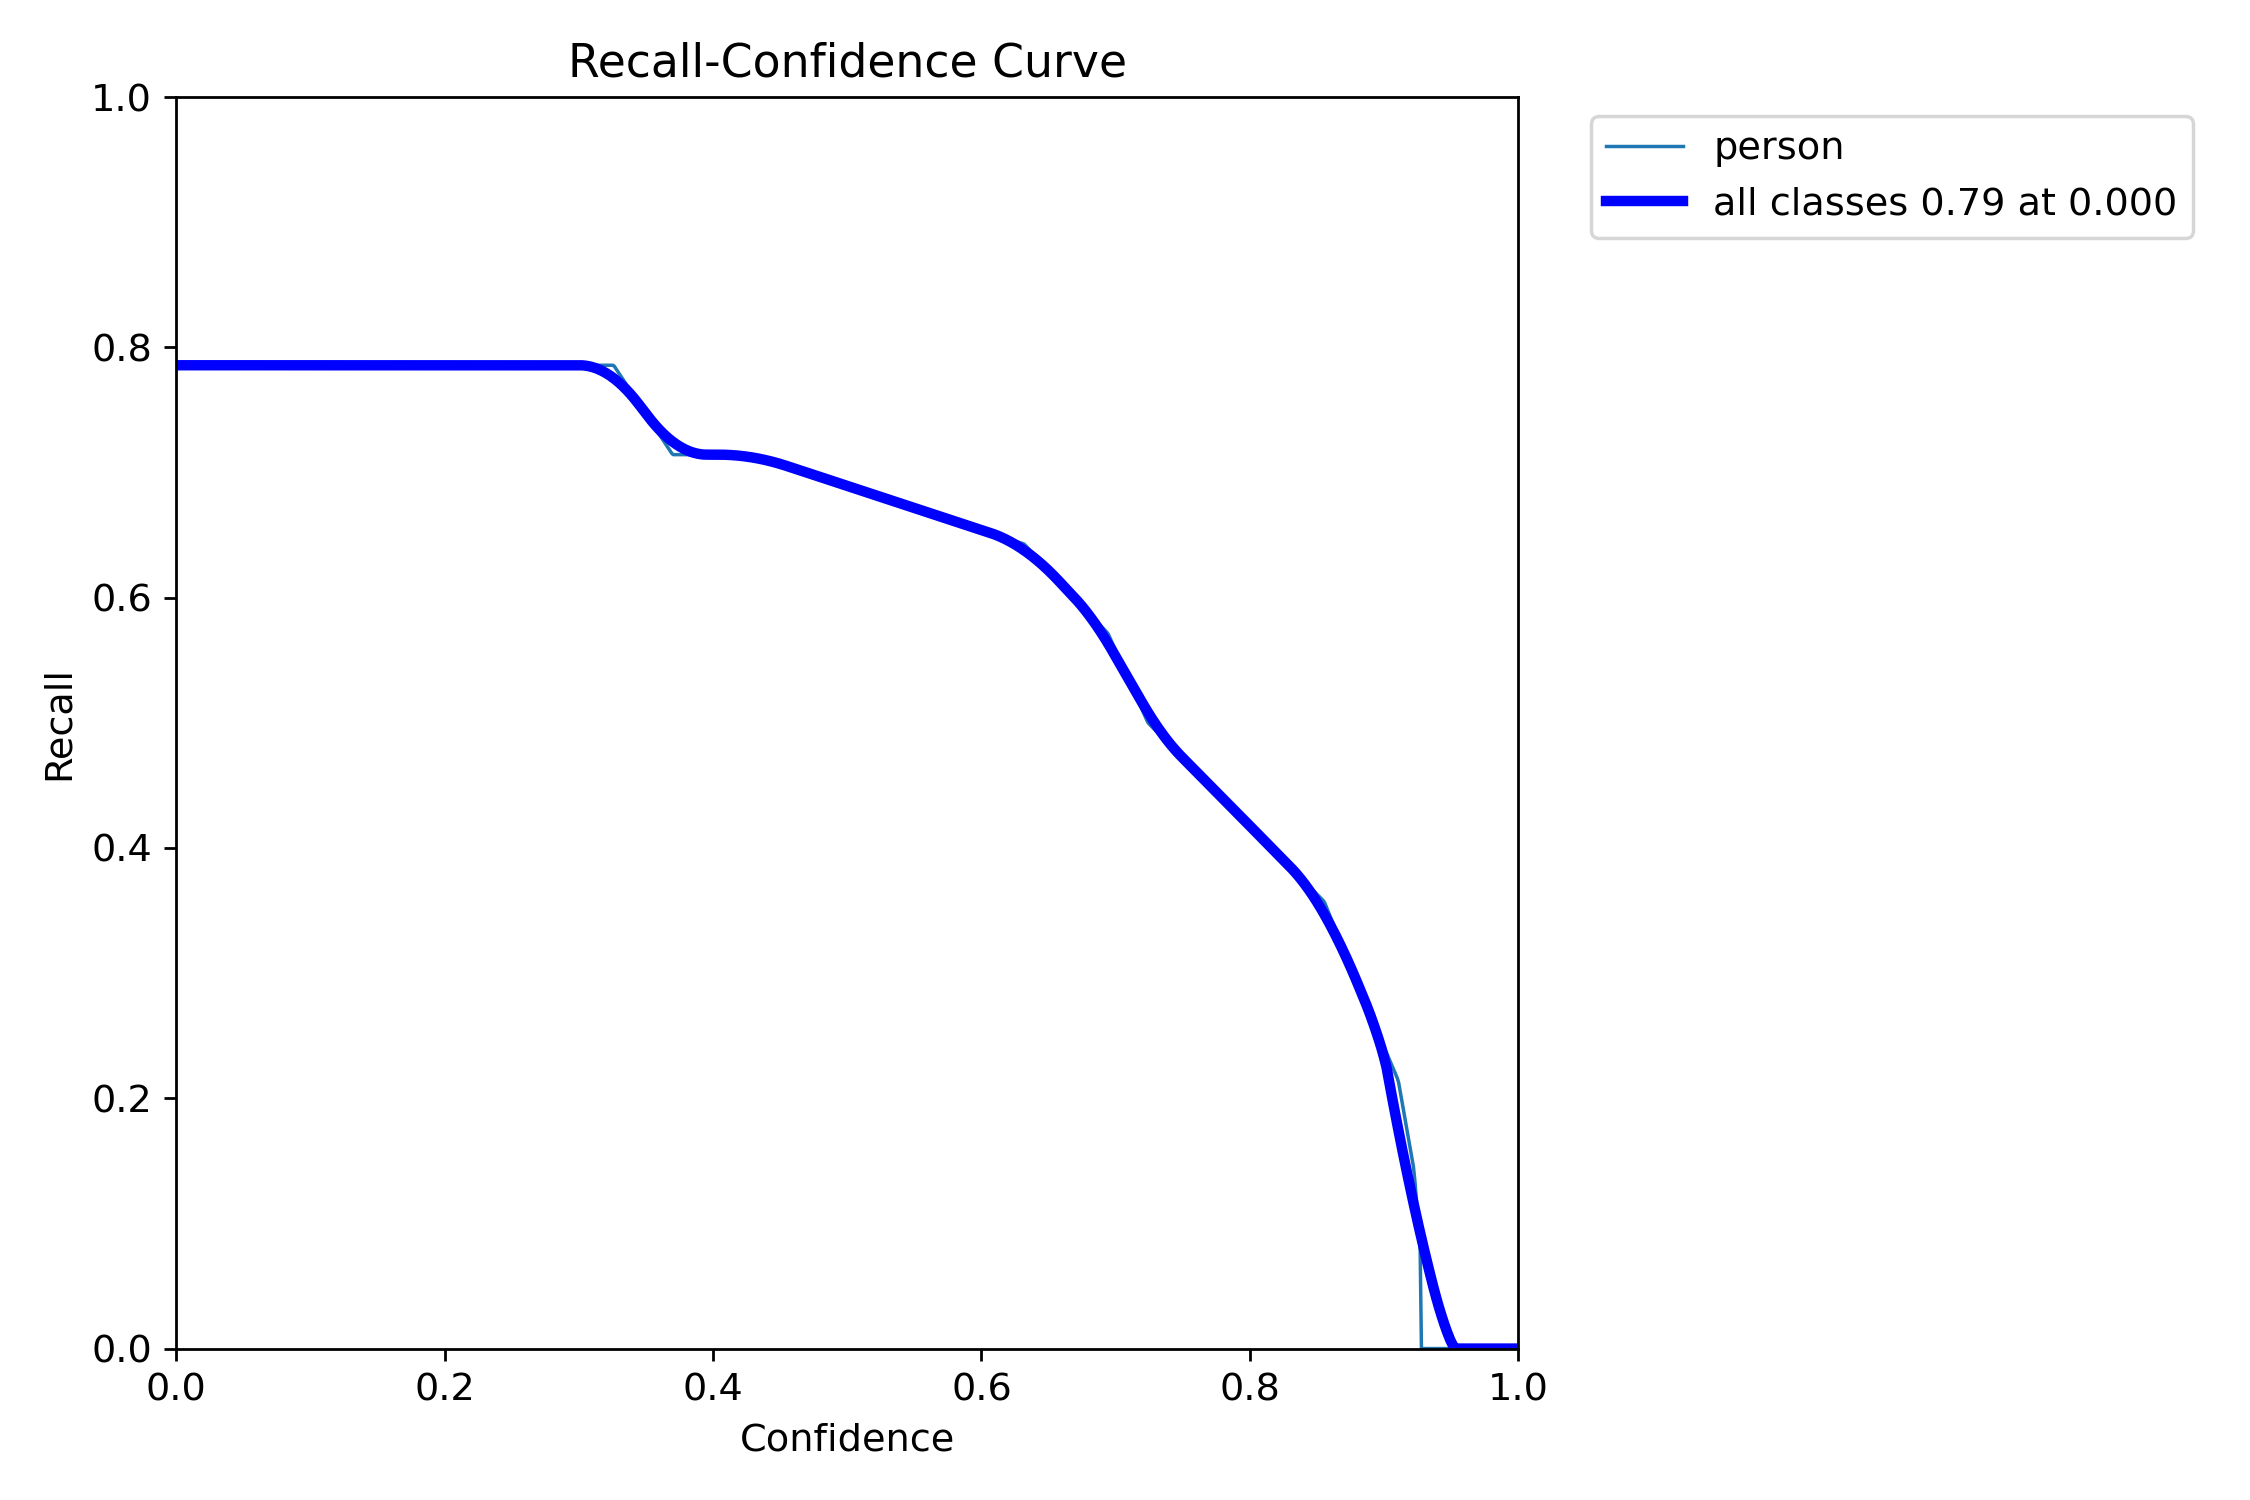 Recall-Confidence Curve
1.0
0.8
0.6
0.4
0.2
0.0
Recall
0.0 0.2 0.4 0.6 0.8 1.0
Confidence
person
all classes 0.79 at 0.000